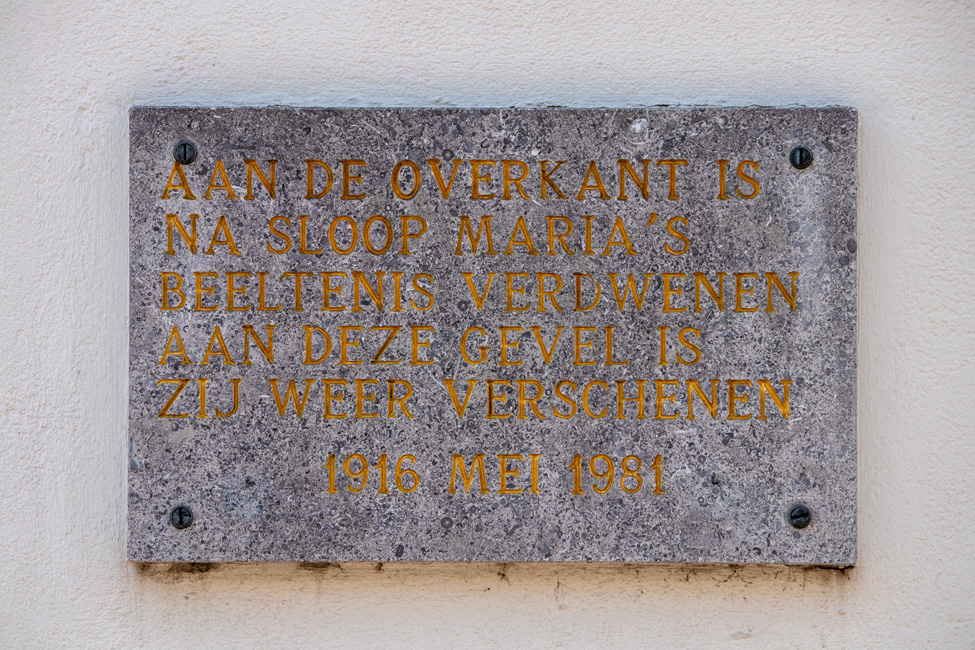 AAN DE OVERKANT IS
NA SLOOP MARIA'S
BEELTENIS VERDWENEN
AAN DEZE GEVEL IS
ZIJ WEER VERSCHENEN
1916 MEI 1981